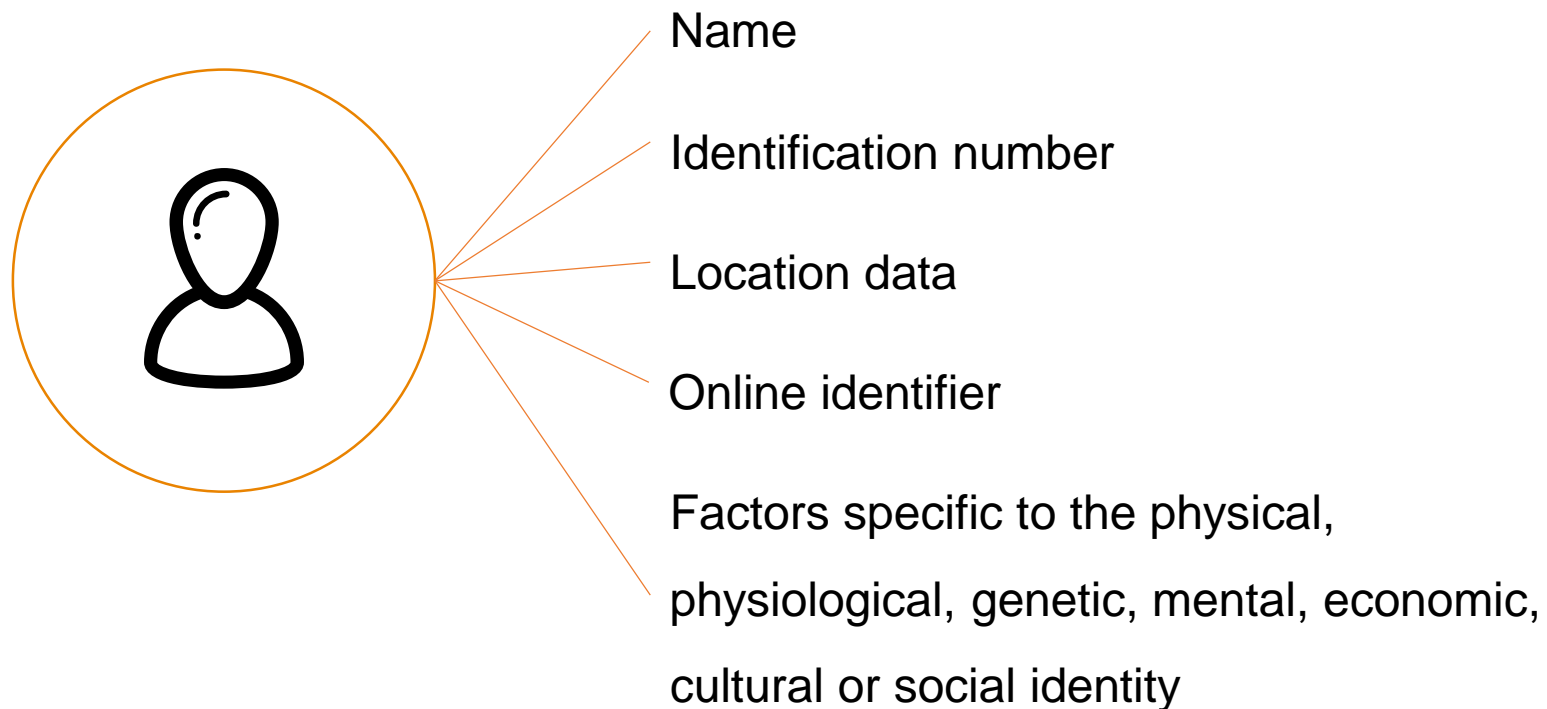 Name
Identification number
Location data
Online identifier
Factors specific to the physical,
physiological, genetic, mental, economic,
cultural or social identity